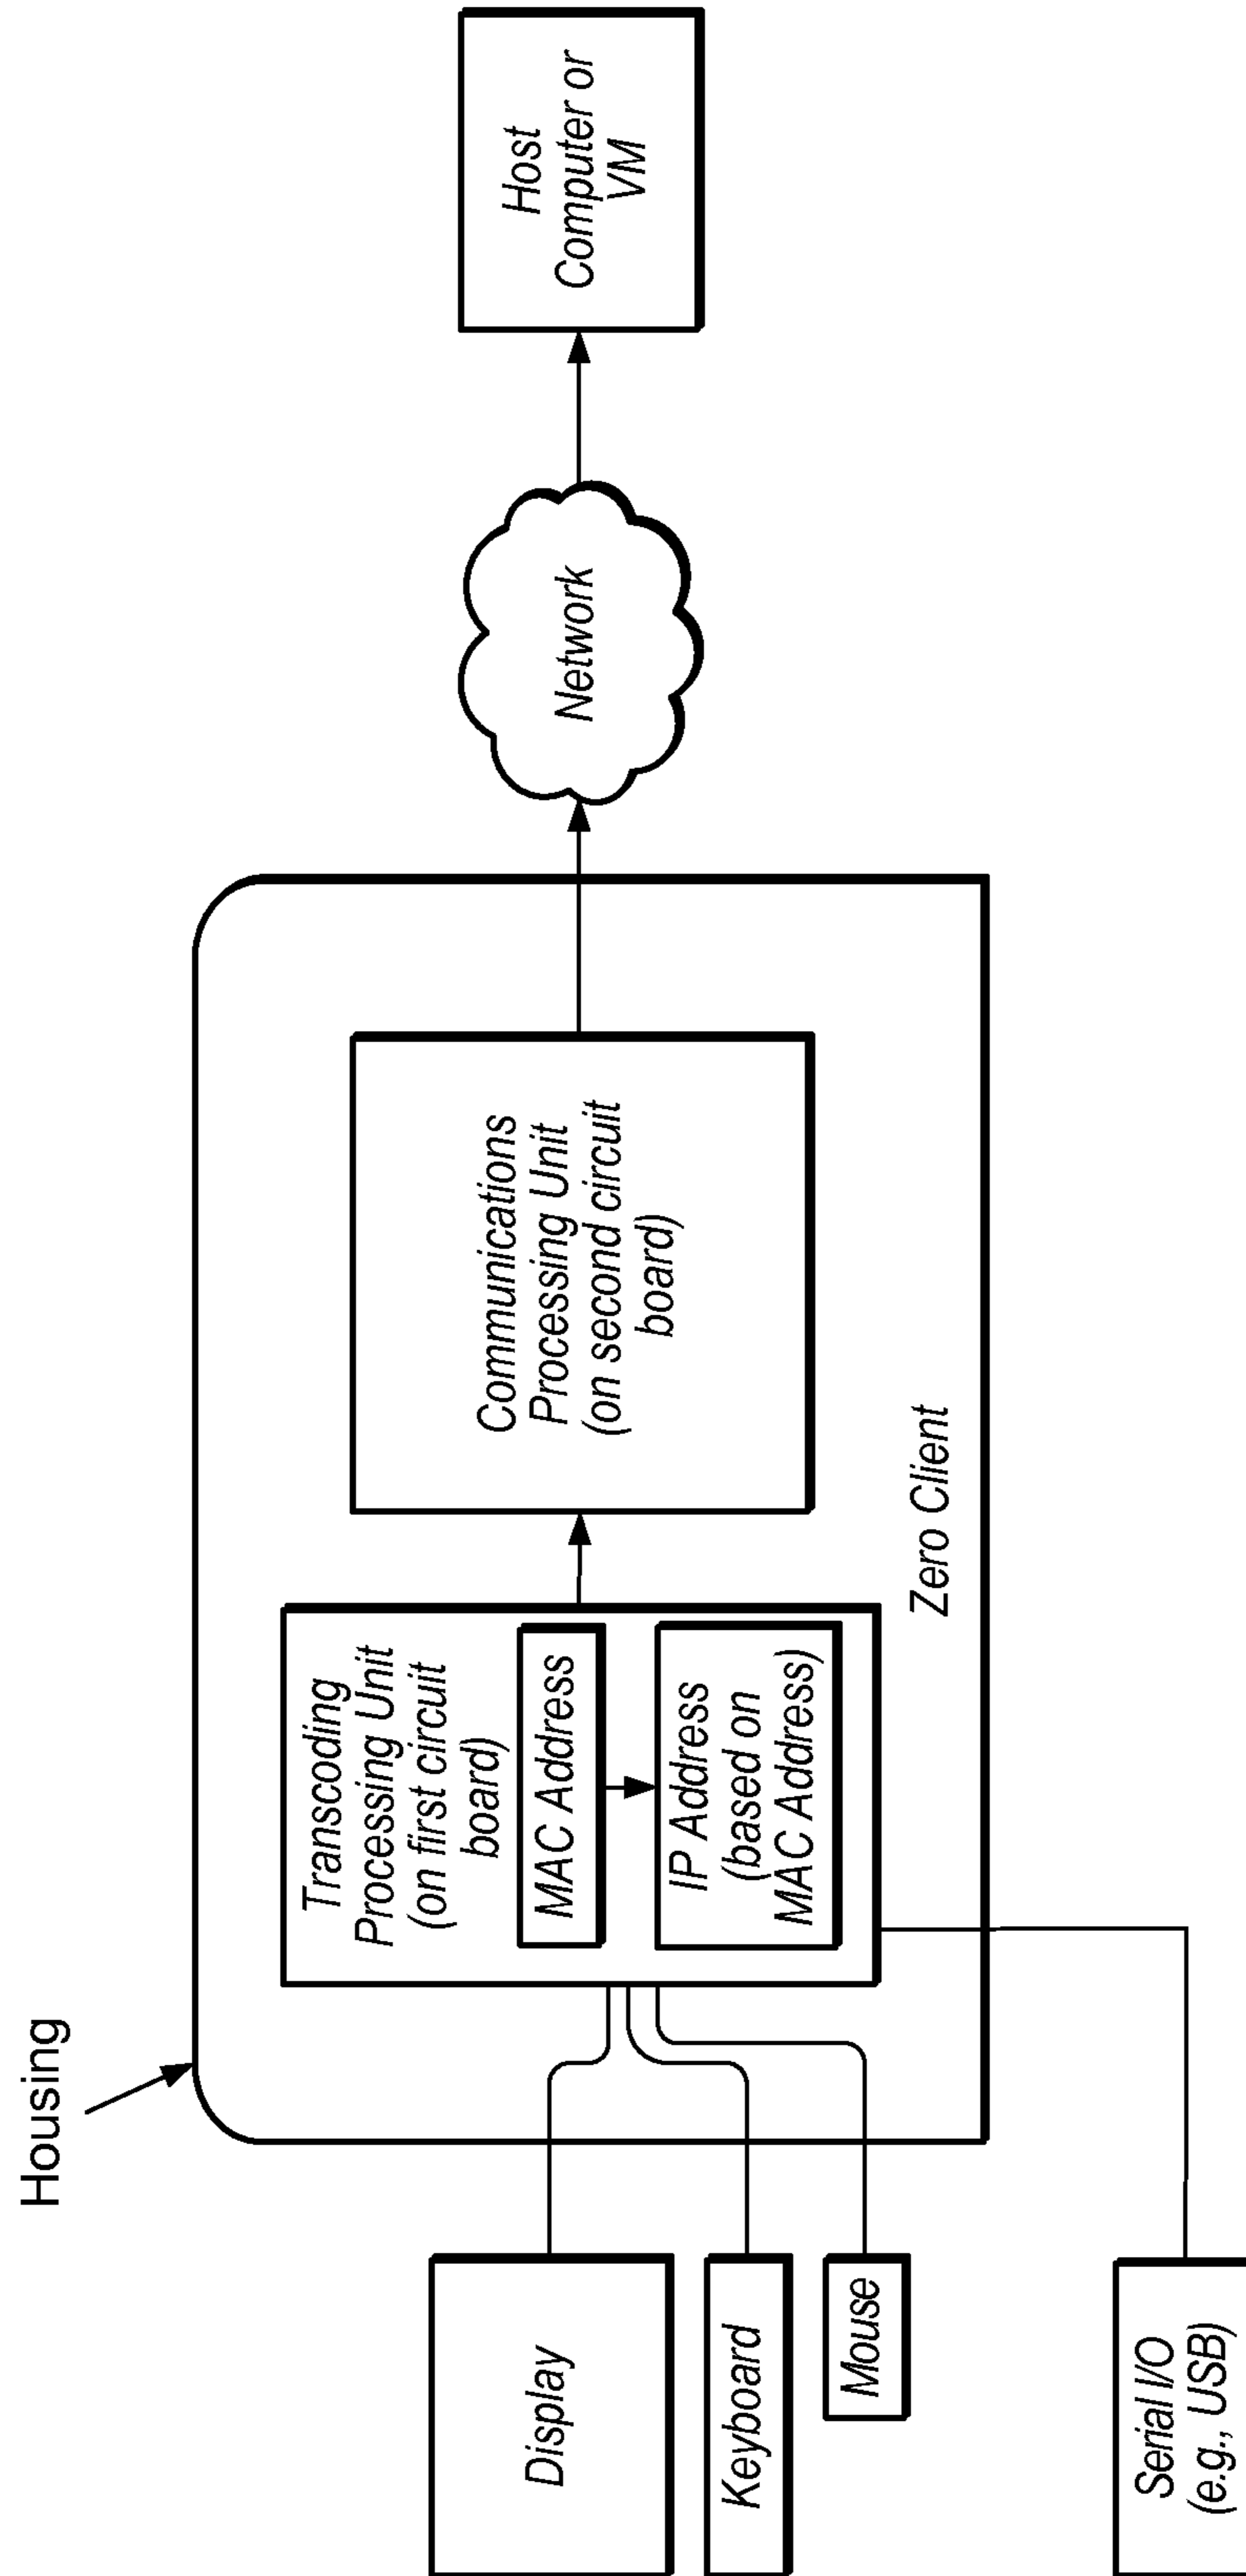 Housing
Display
Keyboard
Mouse
Serial I/O
(e.g., USB)
Transcoding
Processing Unit
(on first circuit
board)
MAC Address
IP Address
(based on
MAC Address)
Communications
Processing Unit
(on second circuit
board)
Zero Client
Network
Host
Computer or
VM